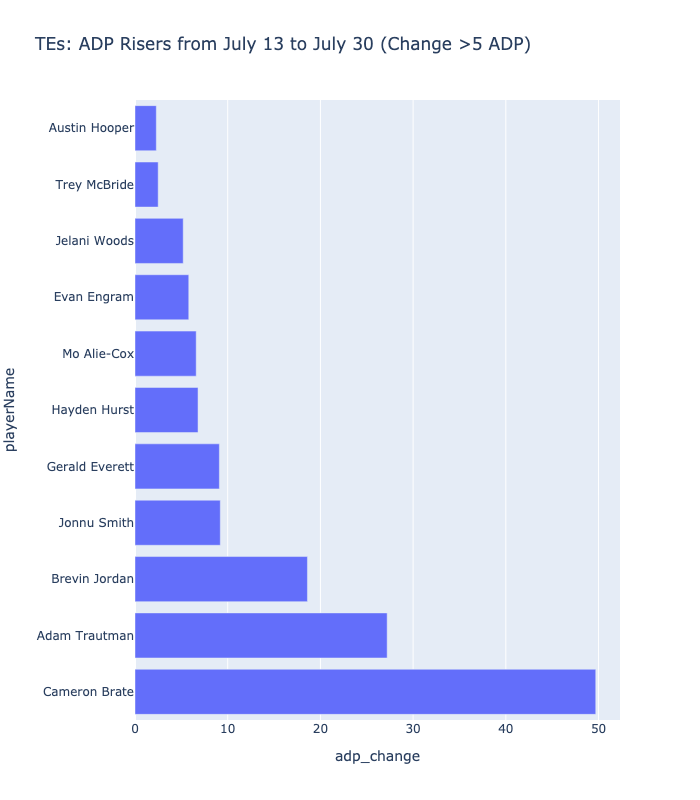 TEs: ADP Risers from July 13 to July 30 (Change >5 ADP)
Austin Hooper
Trey McBride
Jelani Woods
Evan Engram
Mo Alie-Cox
Hayden Hurst
Gerald Everett
Jonnu Smith
Brevin Jordan
Adam Trautman
Cameron Brate
playerName
0 10 20 30 40 50
adp_change